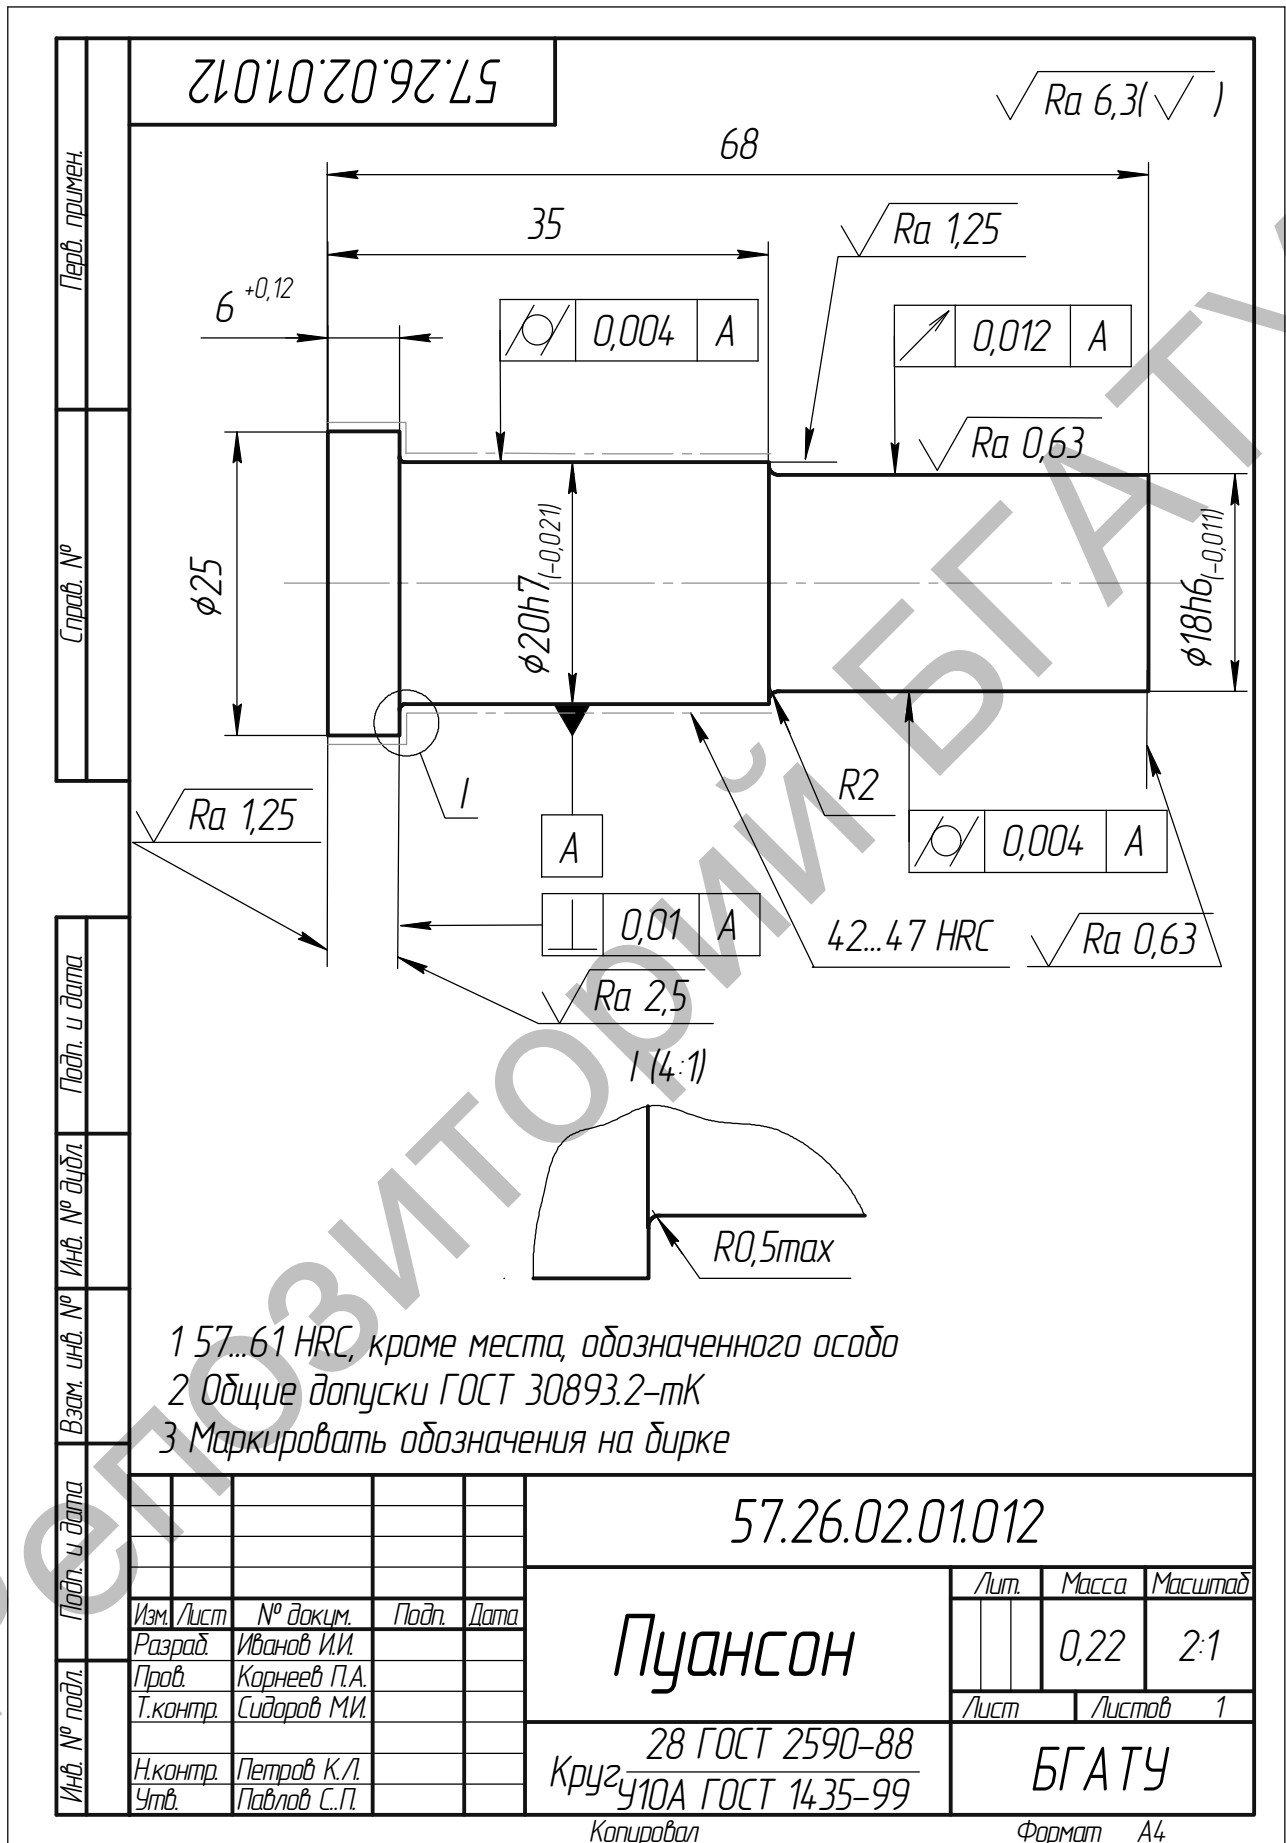 57.26.02.01.012
Ra 6,3( )
68
35
Ra 1,25
6 +0,12
0,004 A
0,012 A
Ra 0,63
ϕ25
ϕ20h7(-0,021)
ϕ18h6(-0,011)
I
R2
Ra 1,25
A
0,004 A
0,01 A
42...47 HRC
Ra 0,63
Ra 2,5
I (4:1)
R0,5max
1 57...61 HRC, кроме места, обозначенного особо
2 Общие допуски ГОСТ 30893.2-mK
3 Маркировать обозначения на бирке
Репозиторий БГАТУ
Перв. примен.
Справ. №
Подп. и дата
Инв. № дубл.
Взам. инв. №
Подп. и дата
Инв. № подл.
57.26.02.01.012
Изм. Лист № докум. Подп. Дата
Разраб. Иванов И.И.
Пров. Корнеев П.А.
Т.контр. Сидоров М.И.
Н.контр. Петров К.Л.
Утв. Павлов С.П.
Пуансон
Лит. Масса Масштаб
0,22 2:1
Лист Листов 1
Круг 28 ГОСТ 2590-88
У10А ГОСТ 1435-99
БГАТУ
Копировал Формат А4